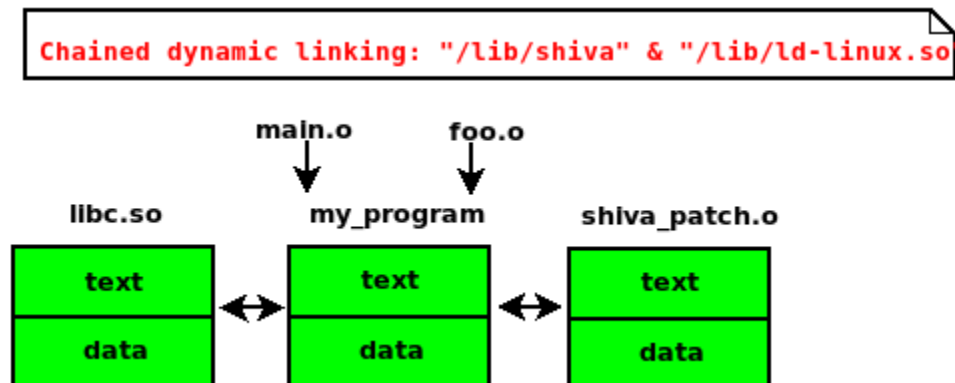 Chained dynamic linking: "/lib/shiva" & "/lib/ld-linux.so"
main.o foo.o
libc.so my_program shiva_patch.o
text text text
data data data